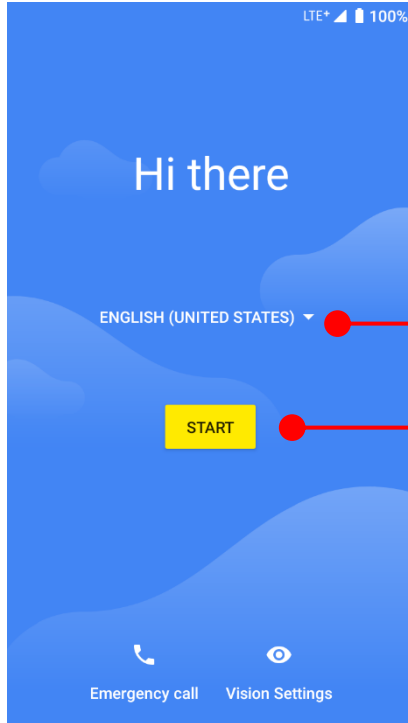 LTE+ 100%
Hi there
ENGLISH (UNITED STATES)
START
Emergency call Vision Settings